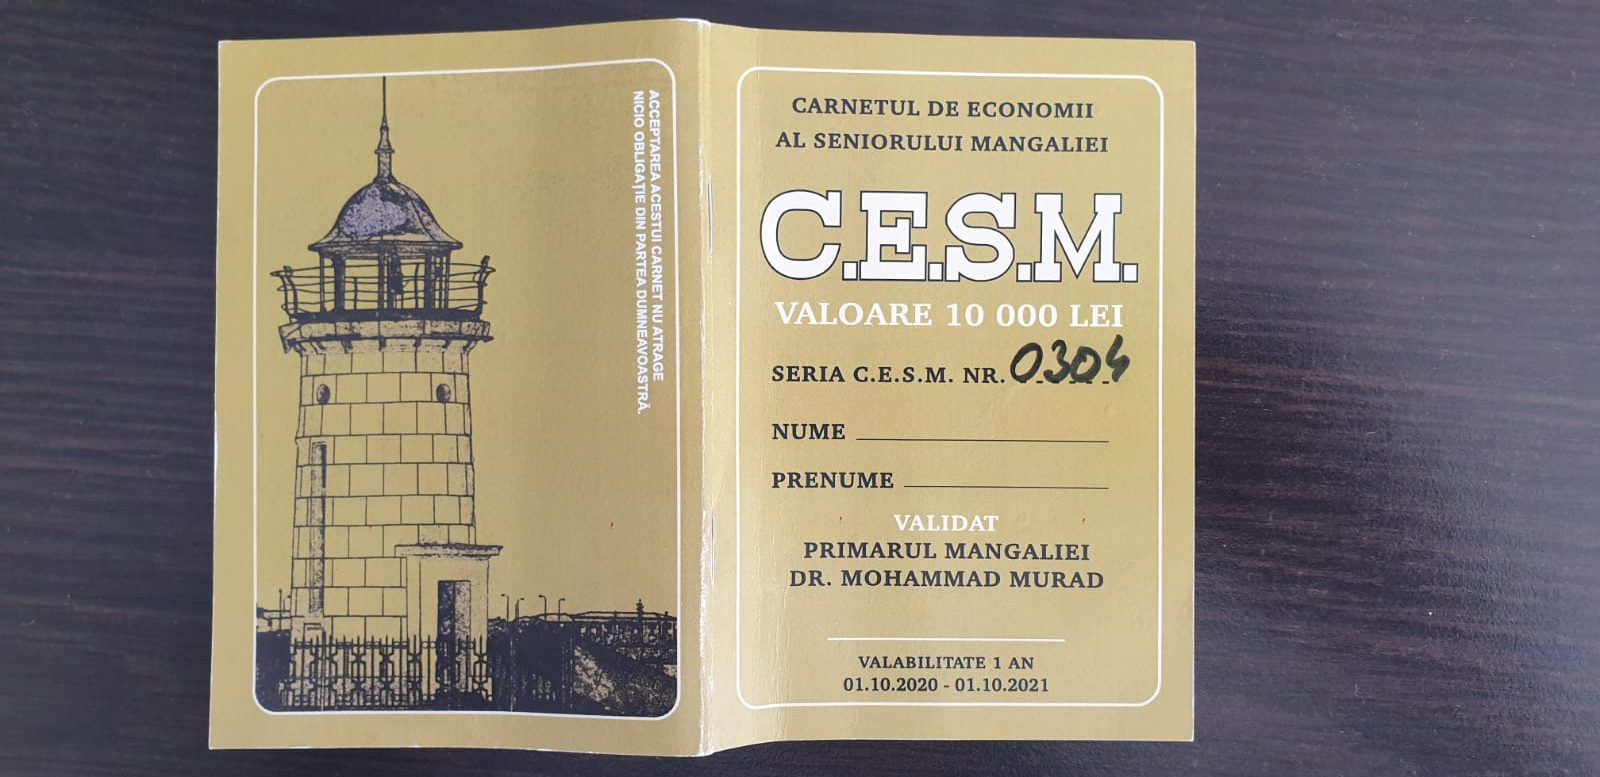 ACCEPTAREA ACESTUI CARNET NU ATRAGE
NICIO OBLIGAȚIE DIN PARTEA DUMNEAVOASTRĂ.
CARNETUL DE ECONOMII
AL SENIORULUI MANGALIEI
C.E.S.M.
VALOARE 10 000 LEI
SERIA C.E.S.M. NR. 0304
NUME
PRENUME
VALIDAT
PRIMARUL MANGALIEI
DR. MOHAMMAD MURAD
VALABILITATE 1 AN
01.10.2020 - 01.10.2021